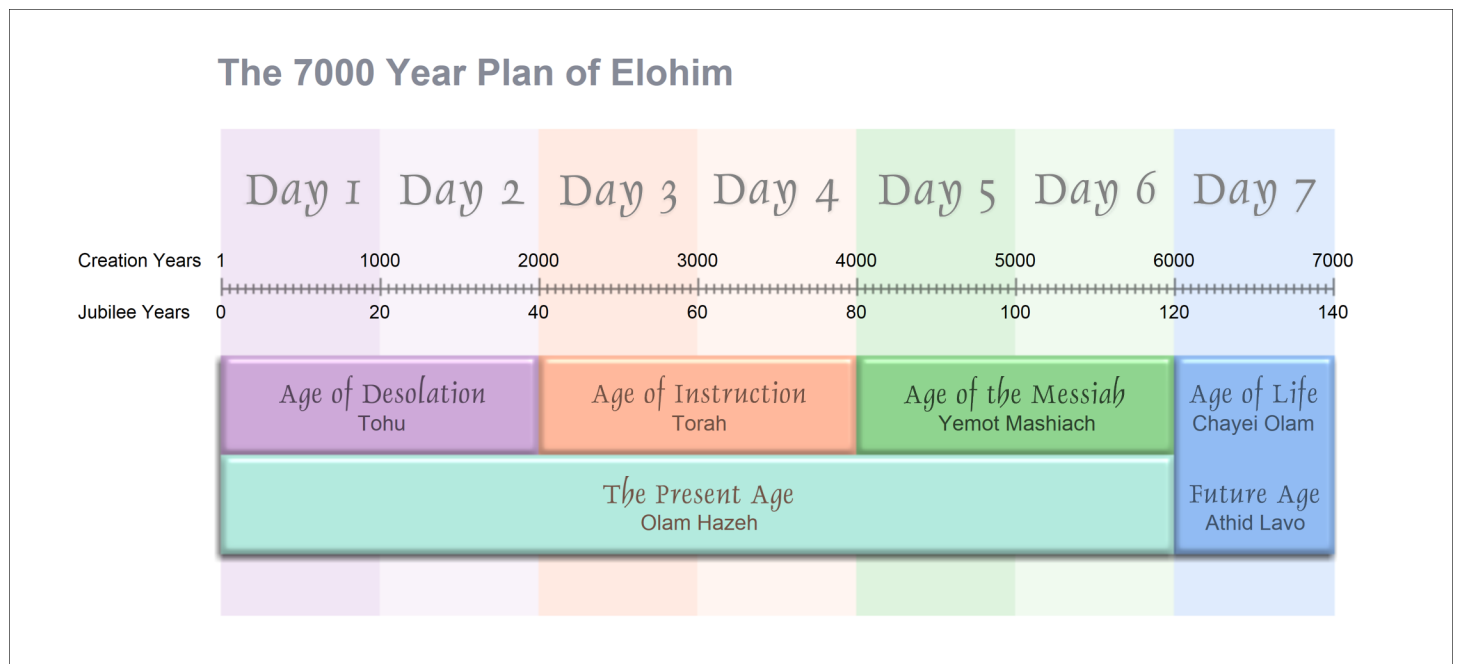 The 7000 Year Plan of Elohim
Day 1 Day 2 Day 3 Day 4 Day 5 Day 6 Day 7
Creation Years 1 1000 2000 3000 4000 5000 6000 7000
Jubilee Years 0 20 40 60 80 100 120 140
Age of Desolation Age of Instruction Age of the Messiah Age of Life
Tohu Torah Yemot Mashiach Chayei Olam
The Present Age Future Age
Olam Hazeh Athid Lavo